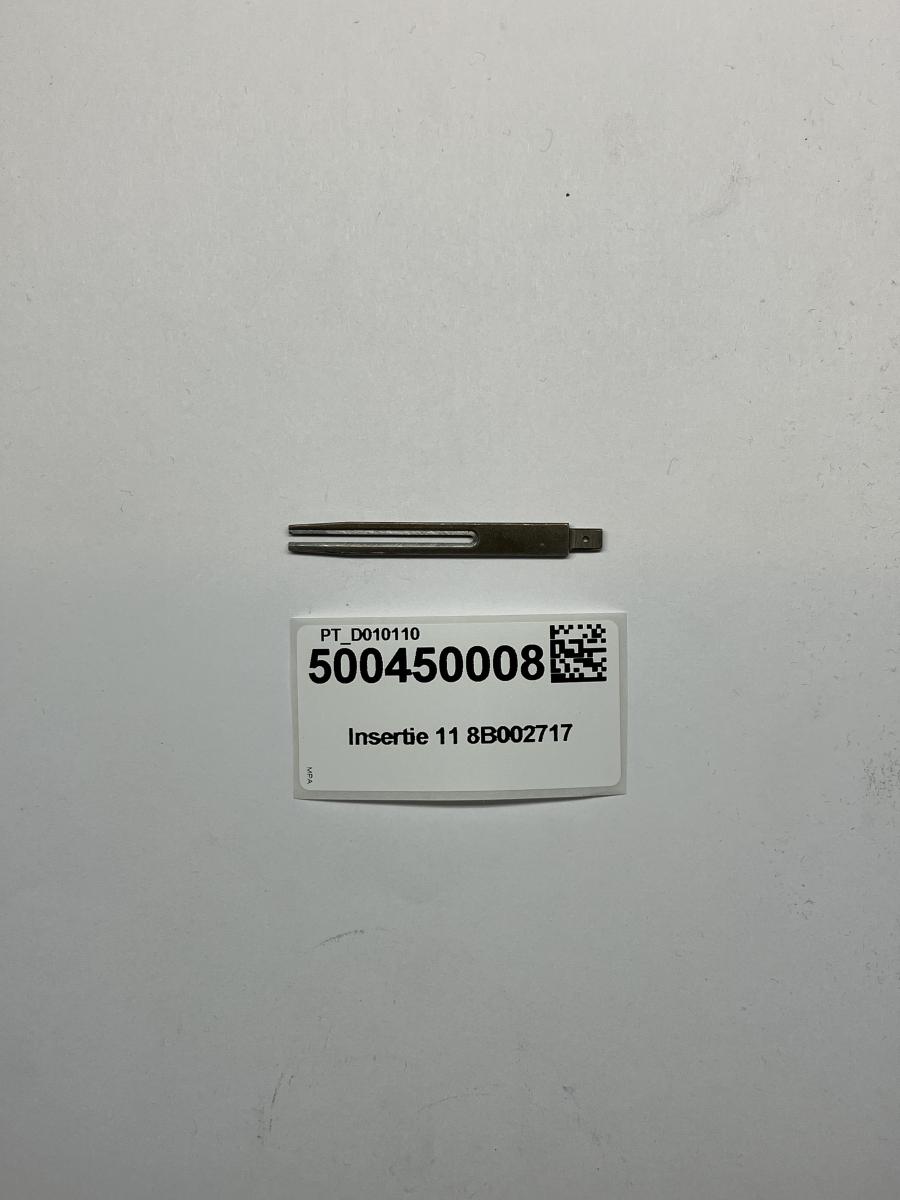 PT_D010110
500450008
Insertie 11 8B002717
MPA